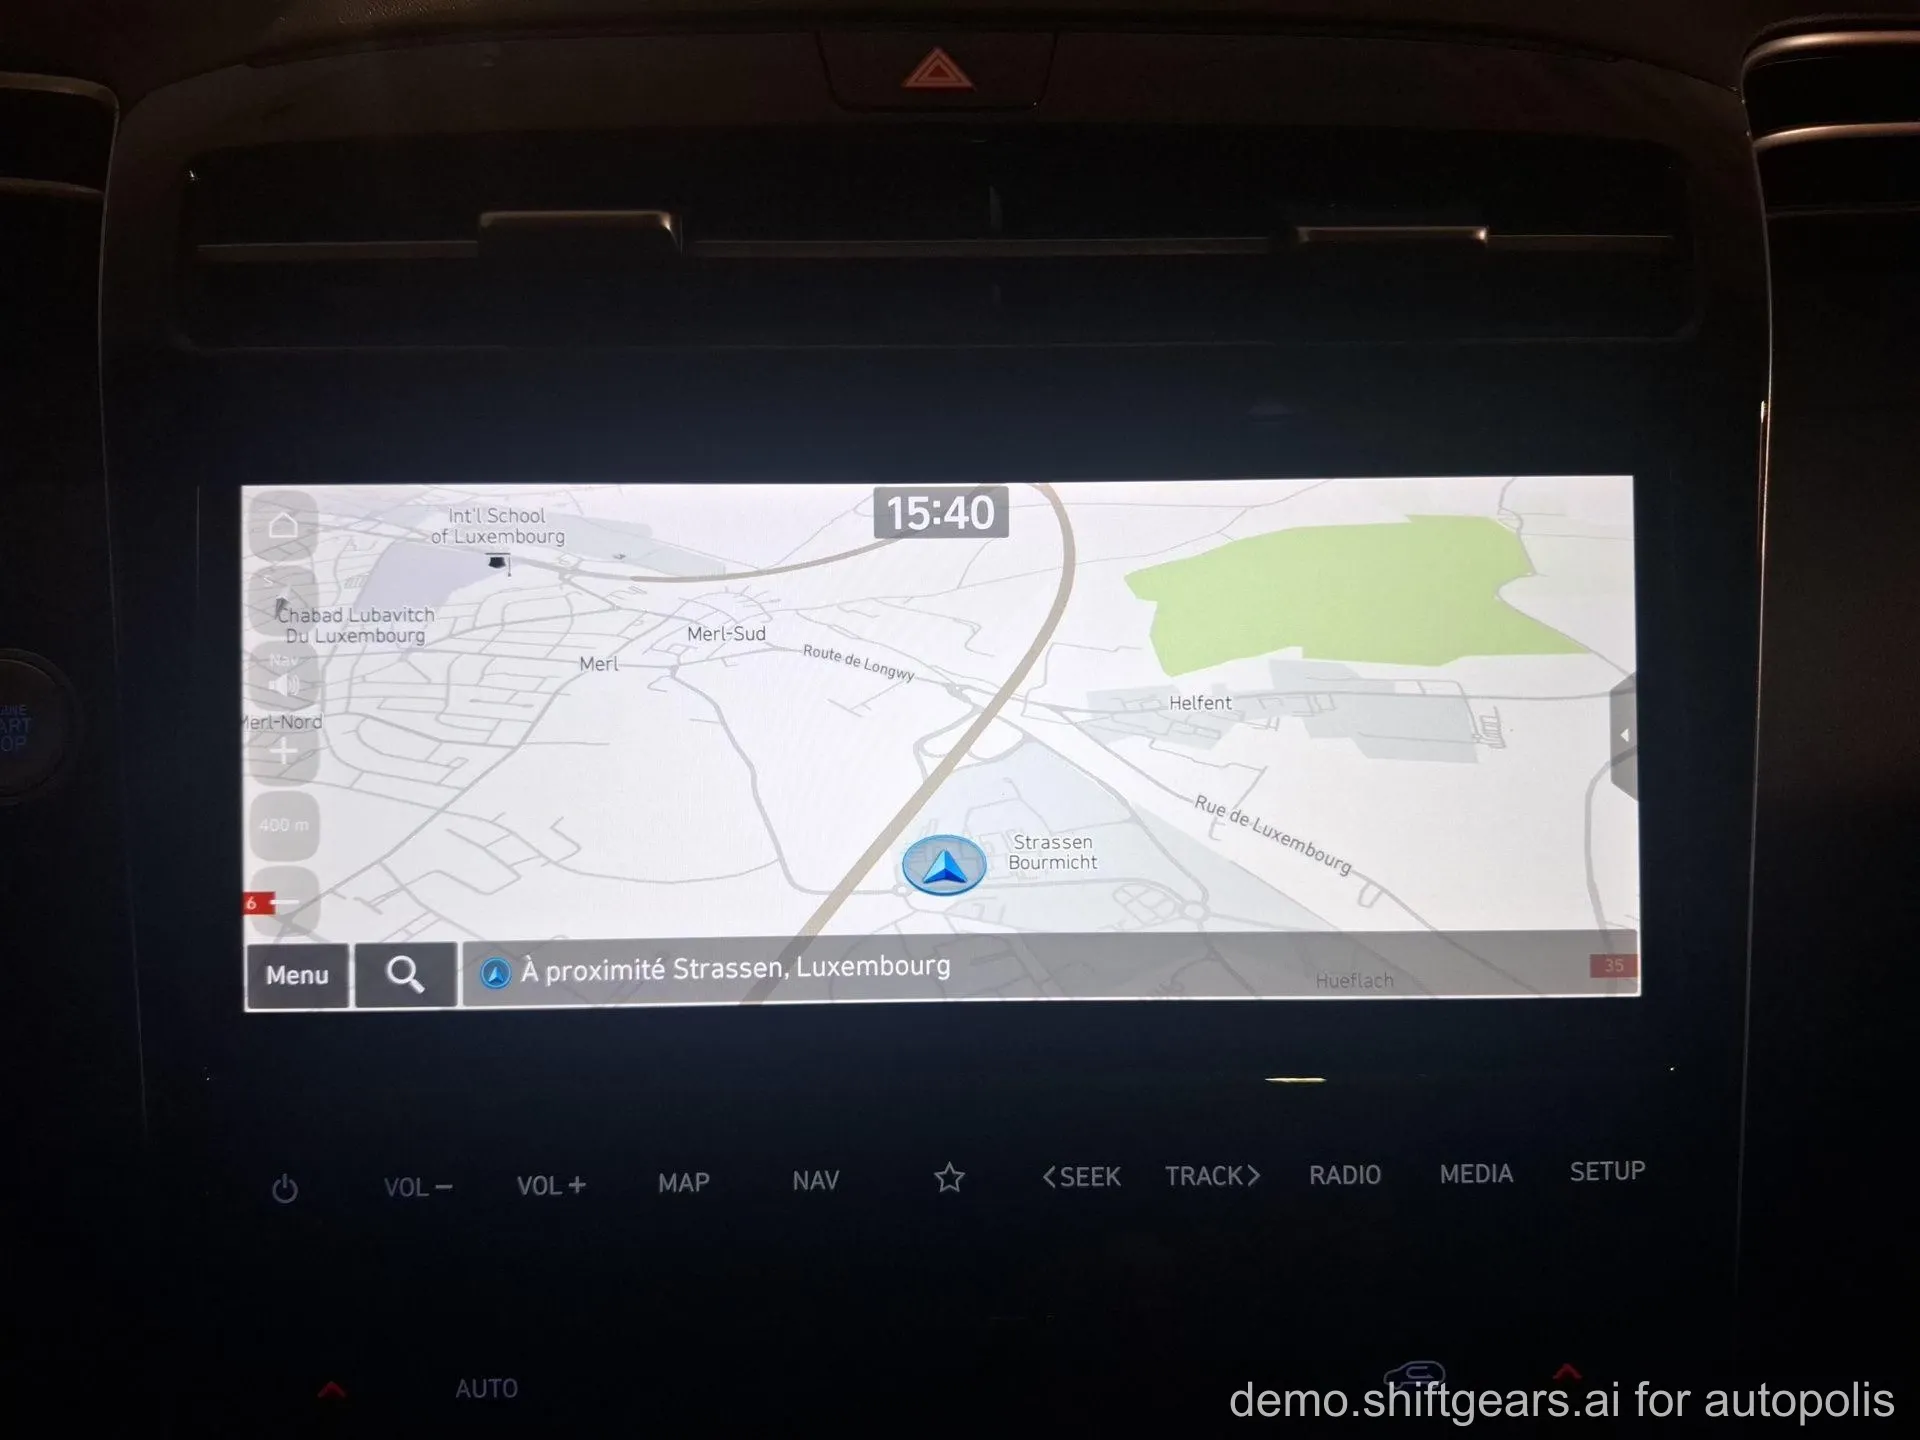 15:40
Int'l School
of Luxembourg
Chabad Lubavitch
Du Luxembourg
Merl-Sud
Merl
Route de Longwy
Nav
Merl-Nord
Helfent
400 m
Rue de Luxembourg
Strassen
Bourmicht
6
Menu
À proximité Strassen, Luxembourg
Hueflach
35
VOL−
VOL+
MAP
NAV
<SEEK
TRACK>
RADIO
MEDIA
SETUP
AUTO
demo.shiftgears.ai for autopolis